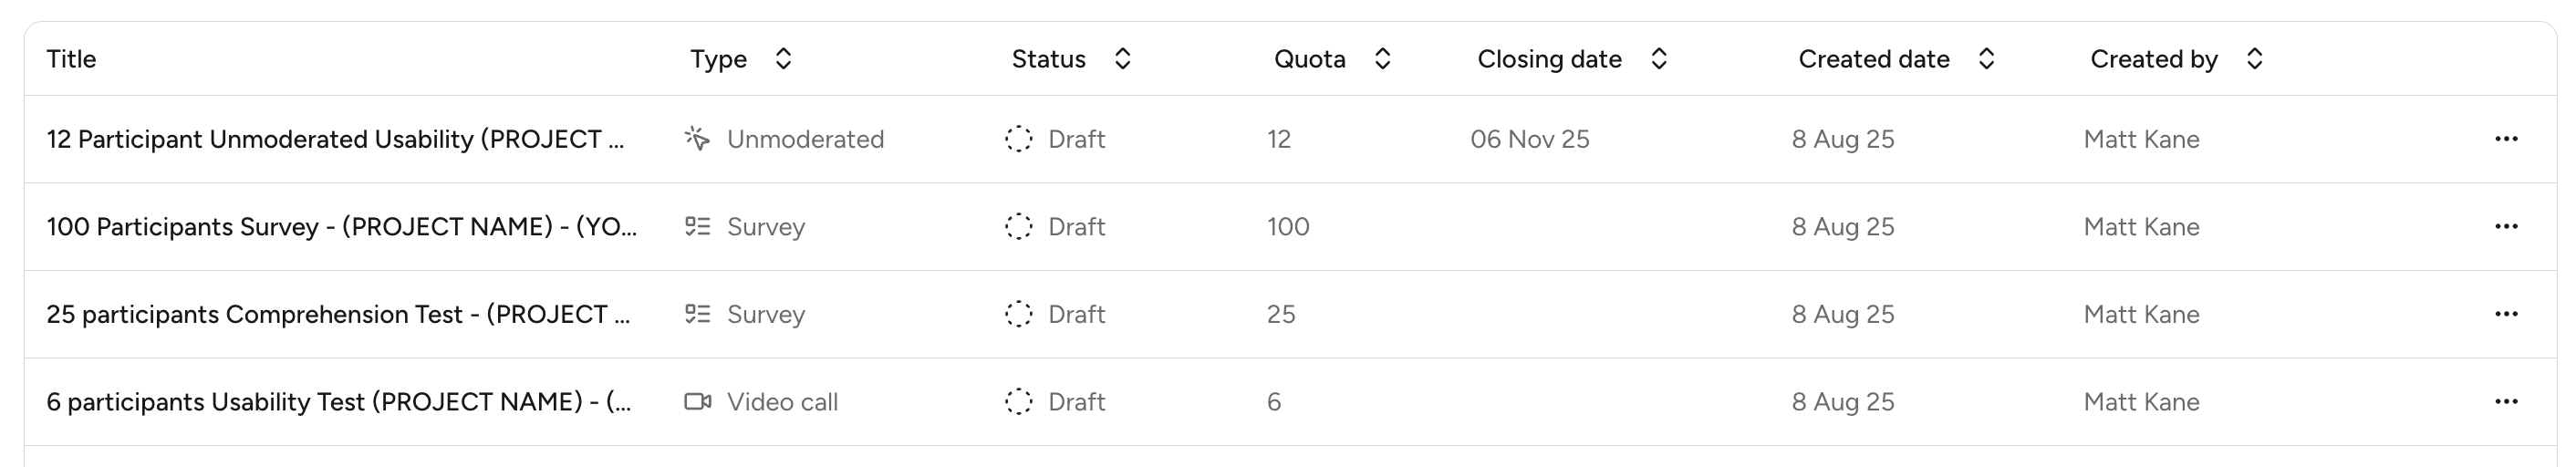 Title Type Status Quota Closing date Created date Created by
12 Participant Unmoderated Usability (PROJECT ... Unmoderated Draft 12 06 Nov 25 8 Aug 25 Matt Kane
100 Participants Survey - (PROJECT NAME) - (YO... Survey Draft 100 8 Aug 25 Matt Kane
25 participants Comprehension Test - (PROJECT ... Survey Draft 25 8 Aug 25 Matt Kane
6 participants Usability Test (PROJECT NAME) - (... Video call Draft 6 8 Aug 25 Matt Kane